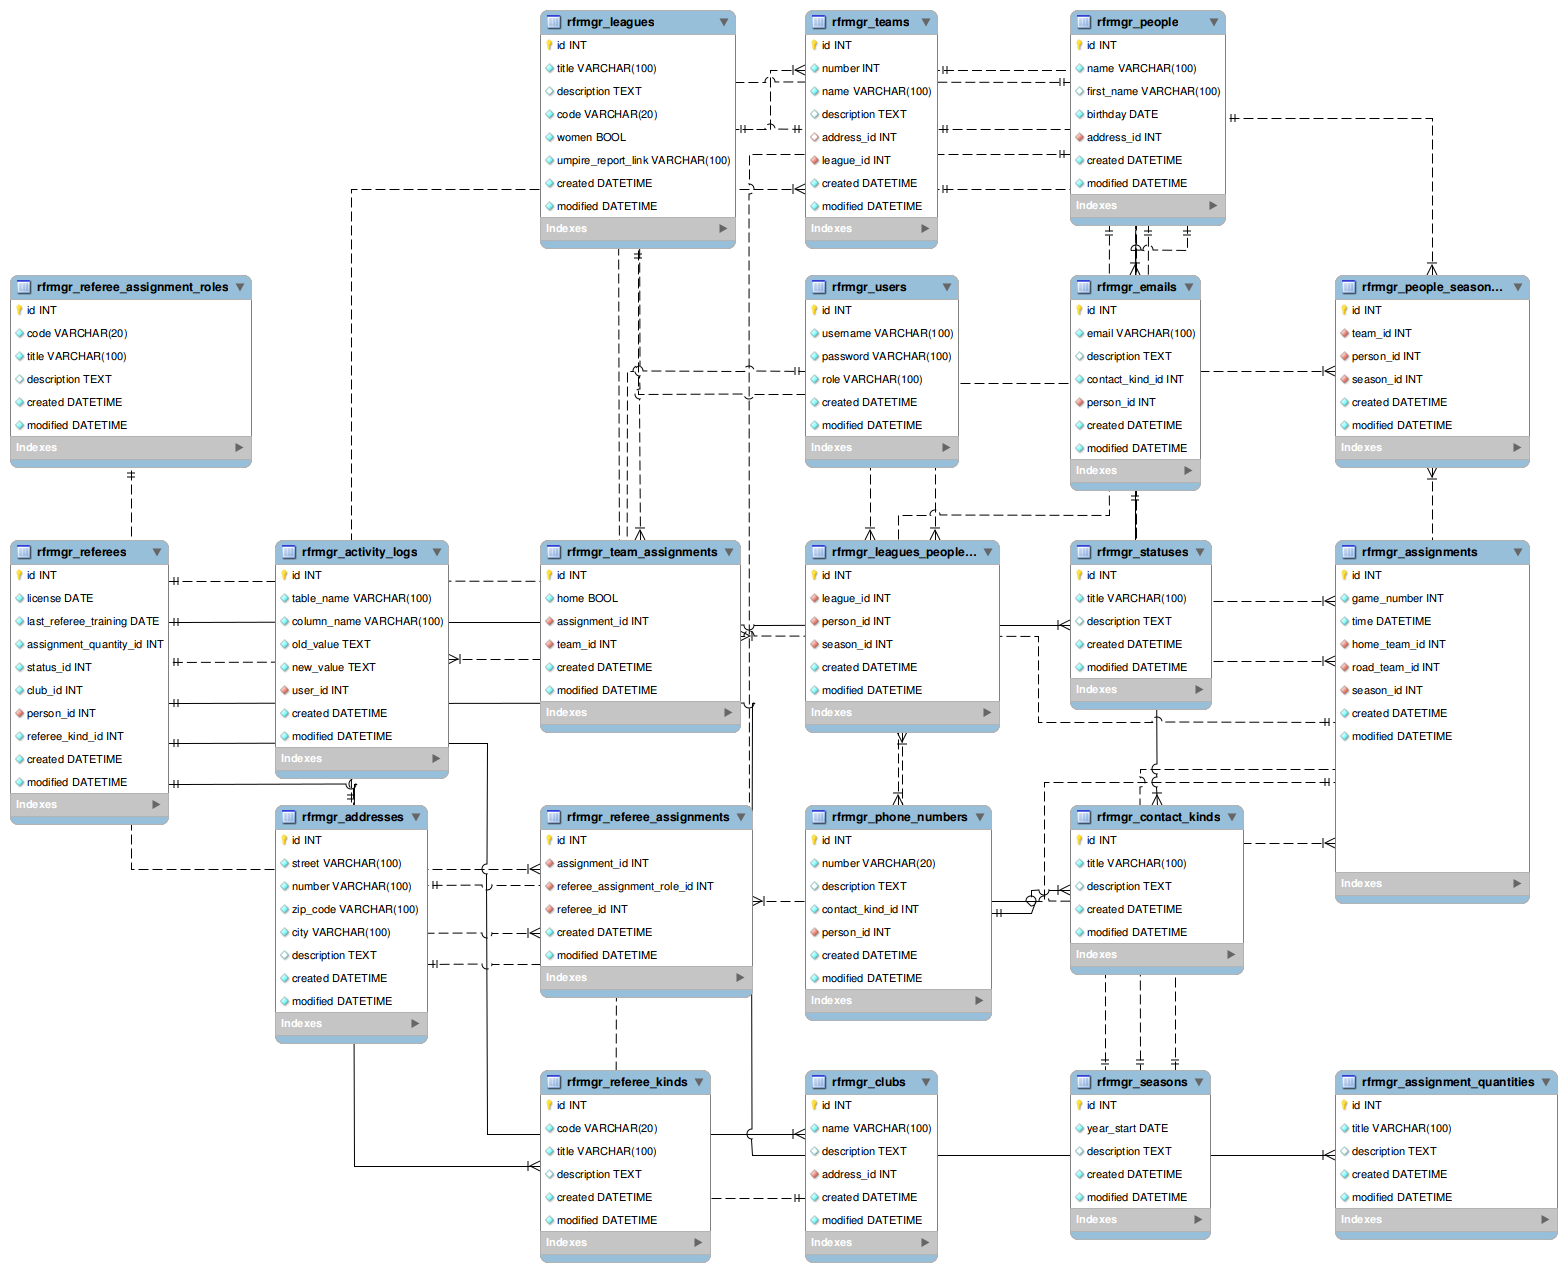 rfrmgr_leagues
id INT
title VARCHAR(100)
description TEXT
code VARCHAR(20)
women BOOL
umpire_report_link VARCHAR(100)
created DATETIME
modified DATETIME
Indexes
rfrmgr_teams
id INT
number INT
name VARCHAR(100)
description TEXT
address_id INT
league_id INT
created DATETIME
modified DATETIME
Indexes
rfrmgr_people
id INT
name VARCHAR(100)
first_name VARCHAR(100)
birthday DATE
address_id INT
created DATETIME
modified DATETIME
Indexes
rfrmgr_referee_assignment_roles
id INT
code VARCHAR(20)
title VARCHAR(100)
description TEXT
created DATETIME
modified DATETIME
Indexes
rfrmgr_users
id INT
username VARCHAR(100)
password VARCHAR(100)
role VARCHAR(100)
created DATETIME
modified DATETIME
Indexes
rfrmgr_emails
id INT
email VARCHAR(100)
description TEXT
contact_kind_id INT
person_id INT
created DATETIME
modified DATETIME
Indexes
rfrmgr_people_season...
id INT
team_id INT
person_id INT
season_id INT
created DATETIME
modified DATETIME
Indexes
rfrmgr_referees
id INT
license DATE
last_referee_training DATE
assignment_quantity_id INT
status_id INT
club_id INT
person_id INT
referee_kind_id INT
created DATETIME
modified DATETIME
Indexes
rfrmgr_activity_logs
id INT
table_name VARCHAR(100)
column_name VARCHAR(100)
old_value TEXT
new_value TEXT
user_id INT
created DATETIME
modified DATETIME
Indexes
rfrmgr_team_assignments
id INT
home BOOL
assignment_id INT
team_id INT
created DATETIME
modified DATETIME
Indexes
rfrmgr_leagues_people...
id INT
league_id INT
person_id INT
season_id INT
created DATETIME
modified DATETIME
Indexes
rfrmgr_statuses
id INT
title VARCHAR(100)
description TEXT
created DATETIME
modified DATETIME
Indexes
rfrmgr_assignments
id INT
game_number INT
time DATETIME
home_team_id INT
road_team_id INT
season_id INT
created DATETIME
modified DATETIME
Indexes
rfrmgr_addresses
id INT
street VARCHAR(100)
number VARCHAR(100)
zip_code VARCHAR(100)
city VARCHAR(100)
description TEXT
created DATETIME
modified DATETIME
Indexes
rfrmgr_referee_assignments
id INT
assignment_id INT
referee_assignment_role_id INT
referee_id INT
created DATETIME
modified DATETIME
Indexes
rfrmgr_phone_numbers
id INT
number VARCHAR(20)
description TEXT
contact_kind_id INT
person_id INT
created DATETIME
modified DATETIME
Indexes
rfrmgr_contact_kinds
id INT
title VARCHAR(100)
description TEXT
created DATETIME
modified DATETIME
Indexes
rfrmgr_referee_kinds
id INT
code VARCHAR(20)
title VARCHAR(100)
description TEXT
created DATETIME
modified DATETIME
Indexes
rfrmgr_clubs
id INT
name VARCHAR(100)
description TEXT
address_id INT
created DATETIME
modified DATETIME
Indexes
rfrmgr_seasons
id INT
year_start DATE
description TEXT
created DATETIME
modified DATETIME
Indexes
rfrmgr_assignment_quantities
id INT
title VARCHAR(100)
description TEXT
created DATETIME
modified DATETIME
Indexes